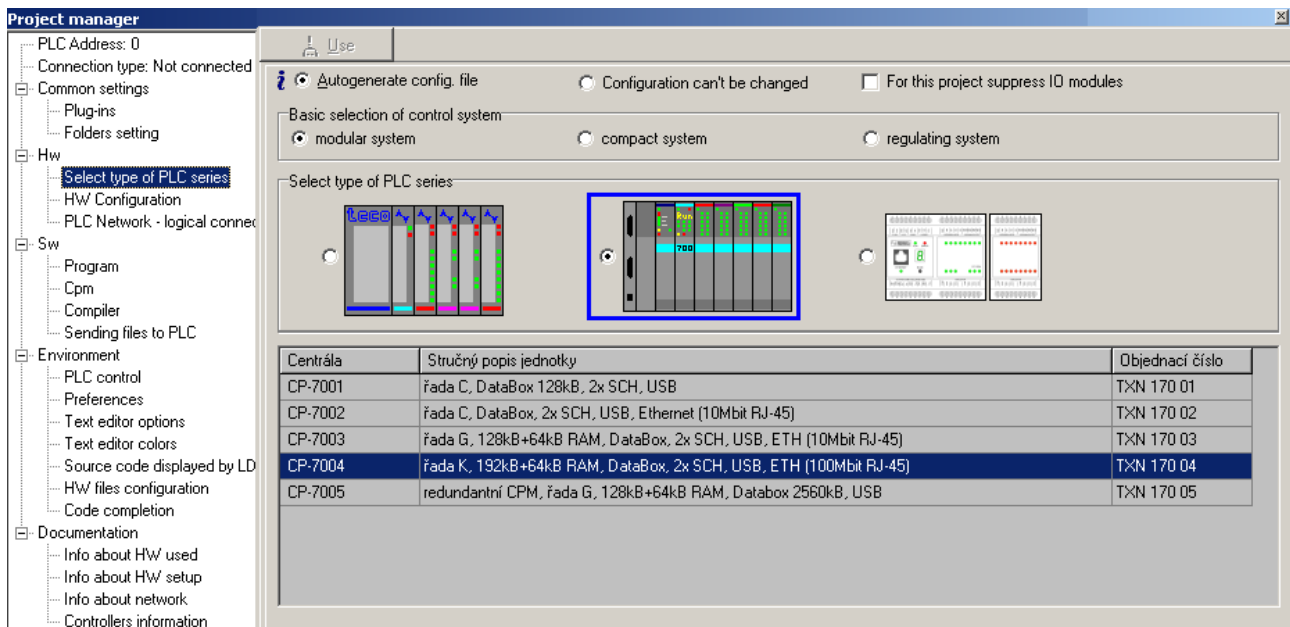 Project manager
PLC Address: 0
Connection type: Not connected
Common settings
Plug-ins
Folders setting
Hw
Select type of PLC series
HW Configuration
PLC Network - logical connec
Sw
Program
Cpm
Compiler
Sending files to PLC
Environment
PLC control
Preferences
Text editor options
Text editor colors
Source code displayed by LD
HW files configuration
Code completion
Documentation
Info about HW used
Info about HW setup
Info about network
Controllers information
Use
Autogenerate config. file Configuration can't be changed For this project suppress IO modules
Basic selection of control system
modular system compact system regulating system
Select type of PLC series
teco
Run
700
Centrála Stručný popis jednotky Objednací číslo
CP-7001 řada C, DataBox 128kB, 2x SCH, USB TXN 170 01
CP-7002 řada C, DataBox, 2x SCH, USB, Ethernet (10Mbit RJ-45) TXN 170 02
CP-7003 řada G, 128kB+64kB RAM, DataBox, 2x SCH, USB, ETH (10Mbit RJ-45) TXN 170 03
CP-7004 řada K, 192kB+64kB RAM, DataBox, 2x SCH, USB, ETH (100Mbit RJ-45) TXN 170 04
CP-7005 redundantní CPM, řada G, 128kB+64kB RAM, Databox 2560kB, USB TXN 170 05